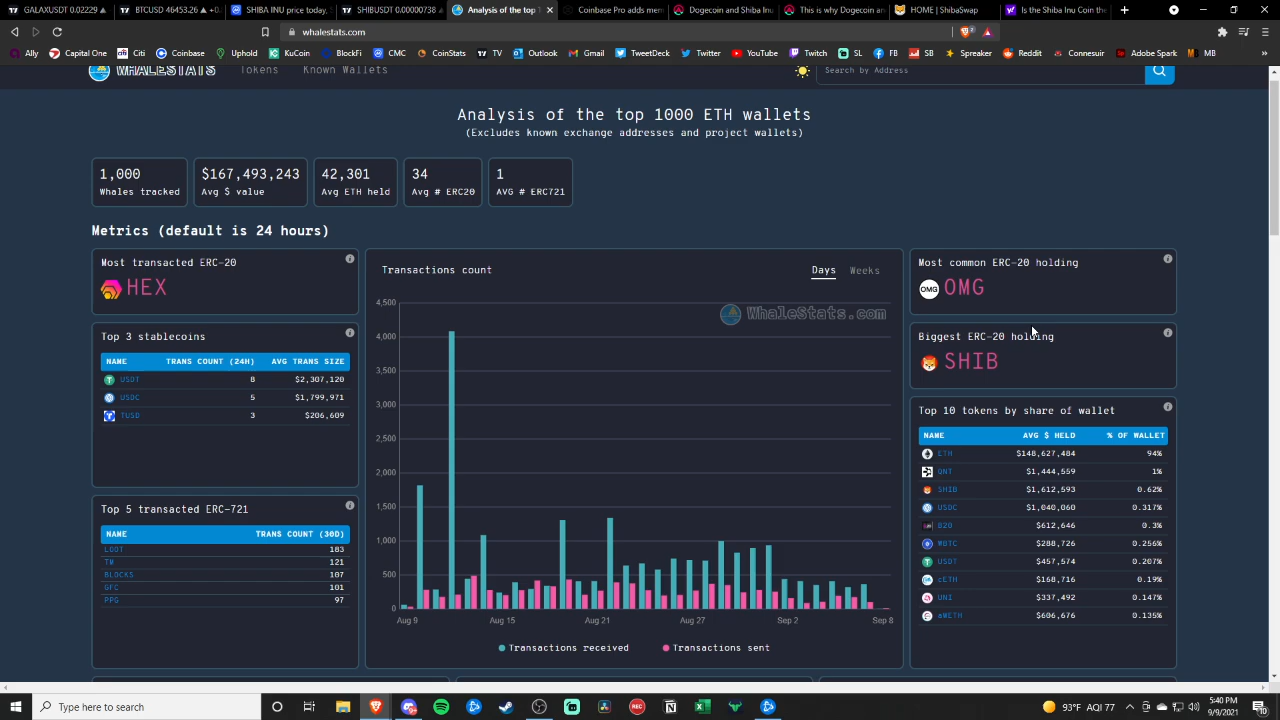 GALAXUSDT 0.02229
BTCUSD 46453.26
SHIBA INU price today,
SHIBUSDT 0.00000738
Analysis of the top
Coinbase Pro adds mem
Dogecoin and Shiba Inu
This is why Dogecoin an
HOME | ShibaSwap
Is the Shiba Inu Coin the
whalestats.com
Ally
Capital One
Citi
Coinbase
Uphold
KuCoin
BlockFi
CMC
CoinStats
TV
Outlook
Gmail
TweetDeck
Twitter
YouTube
Twitch
SL
FB
SB
Spreaker
Reddit
Connesuir
Adobe Spark
MB
WHALESTATS
Tokens
Known Wallets
Search by Address
Analysis of the top 1000 ETH wallets
(Excludes known exchange addresses and project wallets)
1,000
Whales tracked
$167,493,243
Avg $ value
42,301
Avg ETH held
34
Avg # ERC20
1
AVG # ERC721
Metrics (default is 24 hours)
Most transacted ERC-20
HEX
Top 3 stablecoins
NAME TRANS COUNT (24H) AVG TRANS SIZE
USDT 8 $2,307,120
USDC 5 $1,799,971
TUSD 3 $206,609
Top 5 transacted ERC-721
NAME TRANS COUNT (30D)
LOOT 183
TM 121
BLOCKS 107
GFC 101
PPG 97
Transactions count
Days Weeks
WhaleStats.com
4,500
4,000
3,500
3,000
2,500
2,000
1,500
1,000
500
0
Aug 9 Aug 15 Aug 21 Aug 27 Sep 2 Sep 8
Transactions received Transactions sent
Most common ERC-20 holding
OMG OMG
Biggest ERC-20 holding
SHIB
Top 10 tokens by share of wallet
NAME AVG $ HELD % OF WALLET
ETH $148,627,484 94%
QNT $1,444,559 1%
SHIB $1,612,593 0.62%
USDC $1,040,060 0.317%
B20 $612,646 0.3%
WBTC $288,726 0.256%
USDT $457,574 0.207%
cETH $168,716 0.19%
UNI $337,492 0.147%
aWETH $606,676 0.135%
Type here to search
REC
93°F AQI 77
5:40 PM
9/9/2021